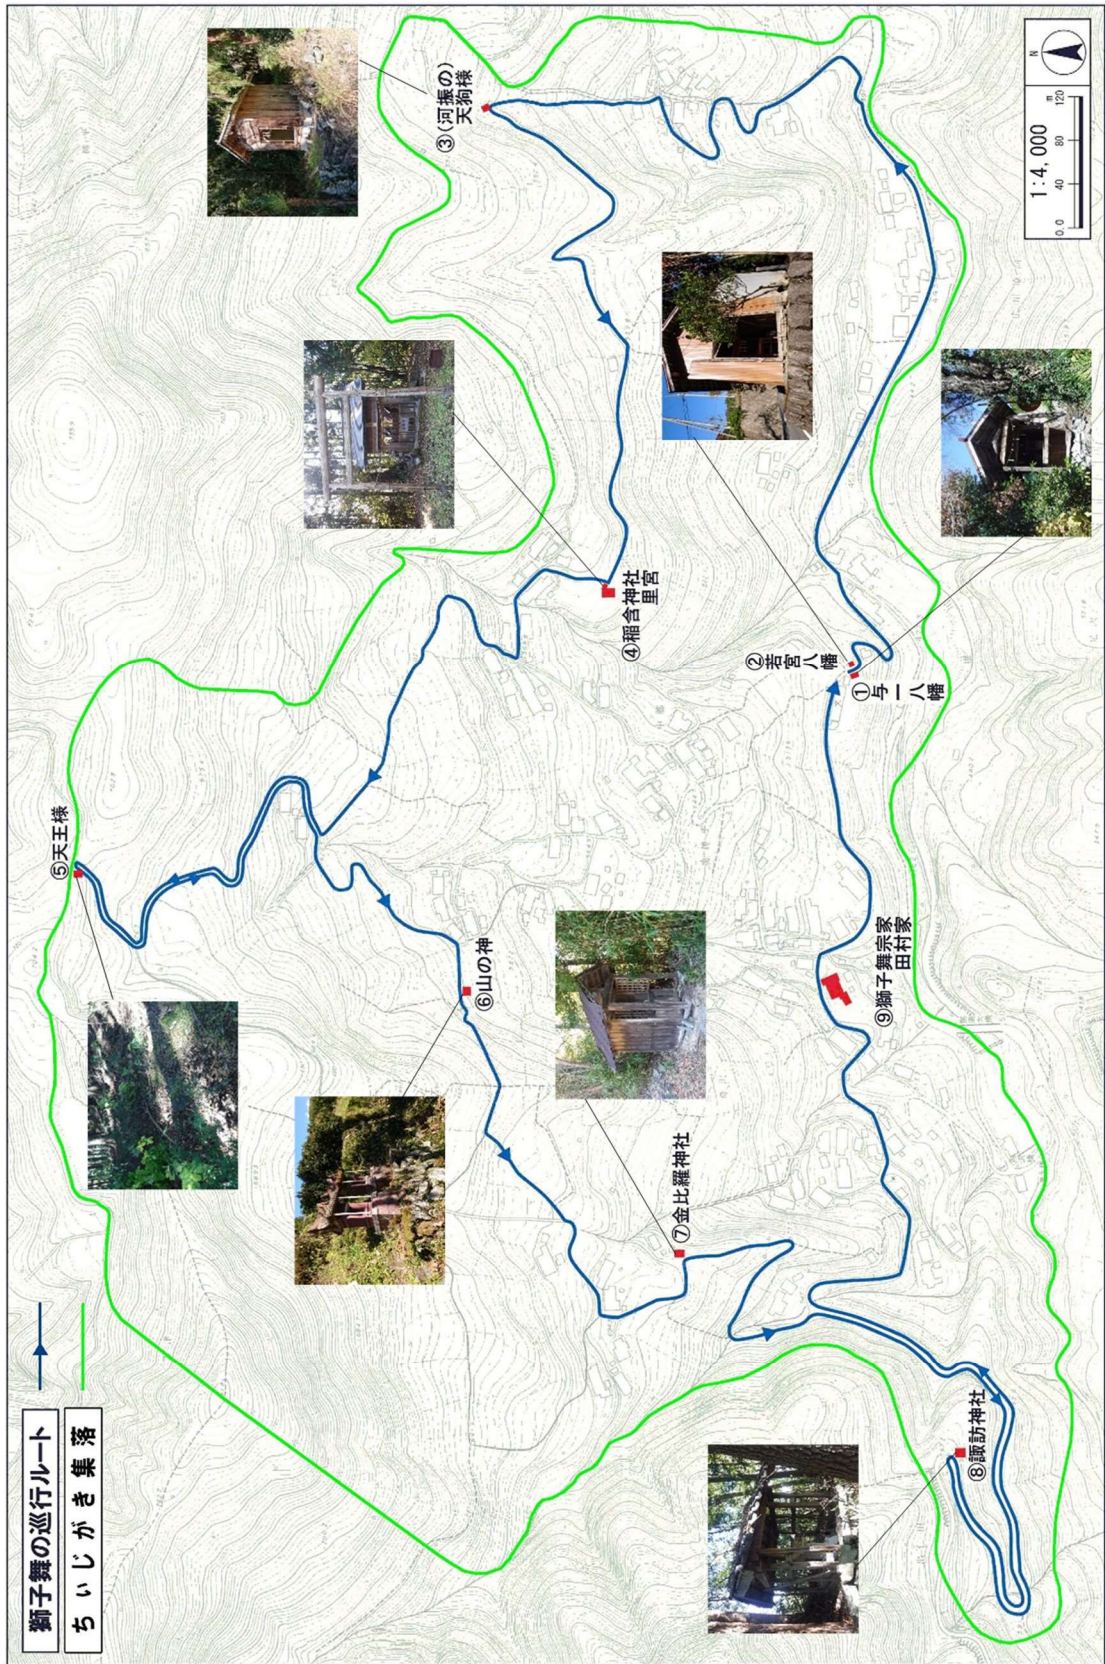 獅子舞の巡行ルート
ちぃじがき集落
⑤天王様
③(河振の)
天狗様
④稲含神社
里宮
⑥山の神
②若宮八幡
①与一八幡
⑦金比羅神社
⑨獅子舞宗家
田村家
⑧諏訪神社
N
1:4,000
0.0 40 80 120
m